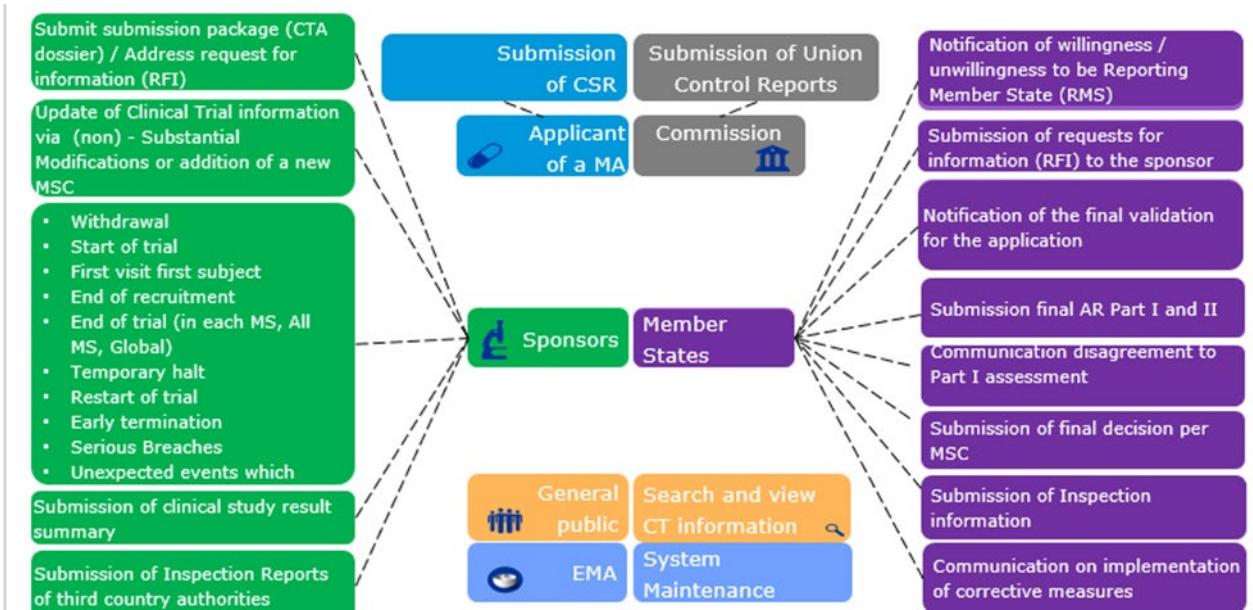 Submit submission package (CTA
dossier) / Address request for
information (RFI)
Update of Clinical Trial information
via (non) - Substantial
Modifications or addition of a new
MSC
▪ Withdrawal
▪ Start of trial
▪ First visit first subject
▪ End of recruitment
▪ End of trial (in each MS, All
MS, Global)
▪ Temporary halt
▪ Restart of trial
▪ Early termination
▪ Serious Breaches
▪ Unexpected events which
Submission of clinical study result
summary
Submission of Inspection Reports
of third country authorities
Submission
of CSR
Submission of Union
Control Reports
Applicant
of a MA
Commission
Sponsors
Member
States
General
public
Search and view
CT information
EMA
System
Maintenance
Notification of willingness /
unwillingness to be Reporting
Member State (RMS)
Submission of requests for
information (RFI) to the sponsor
Notification of the final validation
for the application
Submission final AR Part I and II
Communication disagreement to
Part I assessment
Submission of final decision per
MSC
Submission of Inspection
information
Communication on implementation
of corrective measures